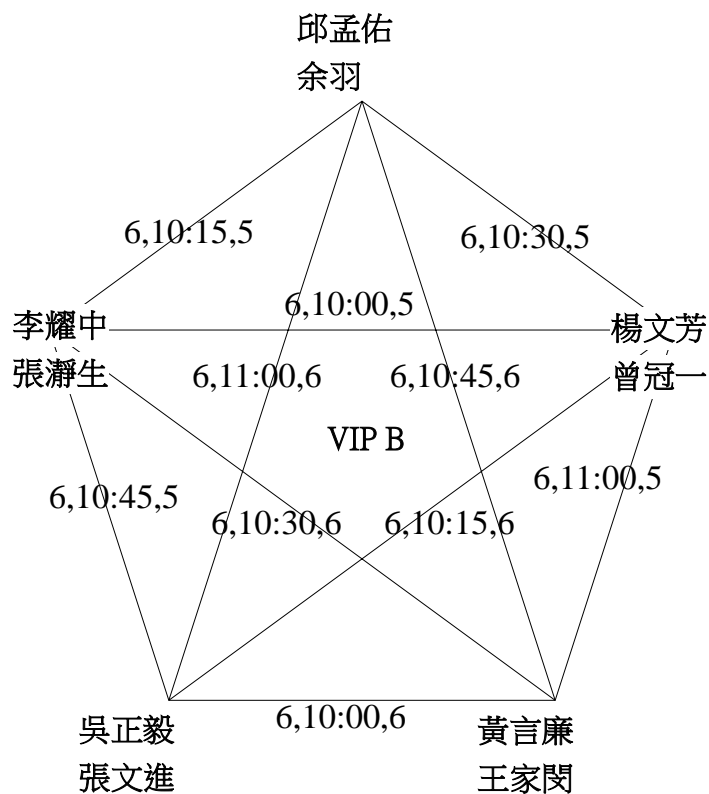 邱孟佑
余羽
6,10:15,5
6,10:30,5
6,10:00,5
李耀中
張瀞生
楊文芳
曾冠一
6,11:00,6
6,10:45,6
VIP B
6,10:45,5
6,11:00,5
6,10:30,6
6,10:15,6
6,10:00,6
吳正毅
張文進
黃言廉
王家閔